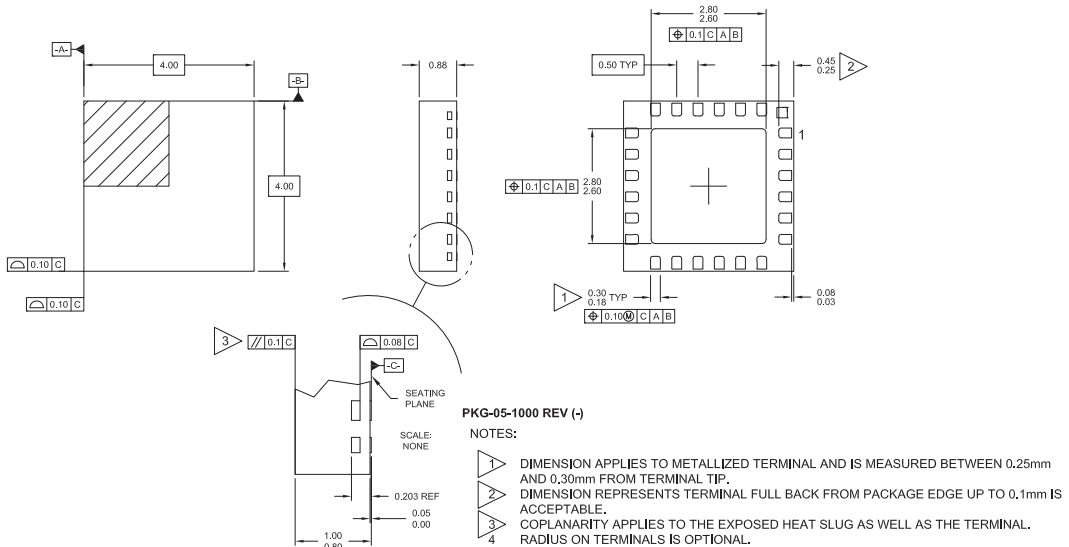 2.80
2.60
⌖ 0.1 C A B
-A-
4.00
0.88
0.50 TYP
0.45
0.25
2
-B-
1
4.00
⌖ 0.1 C A B
2.80
2.60
⌓ 0.10 C
⌓ 0.10 C
1
0.30
0.18
TYP
⌖ 0.10Ⓜ C A B
0.08
0.03
3
// 0.1 C
⌓ 0.08 C
-C-
SEATING
PLANE
SCALE:
NONE
0.203 REF
0.05
0.00
1.00
0.80
PKG-05-1000 REV (-)
NOTES:
1 DIMENSION APPLIES TO METALLIZED TERMINAL AND IS MEASURED BETWEEN 0.25mm
AND 0.30mm FROM TERMINAL TIP.
2 DIMENSION REPRESENTS TERMINAL FULL BACK FROM PACKAGE EDGE UP TO 0.1mm IS
ACCEPTABLE.
3 COPLANARITY APPLIES TO THE EXPOSED HEAT SLUG AS WELL AS THE TERMINAL.
4 RADIUS ON TERMINALS IS OPTIONAL.